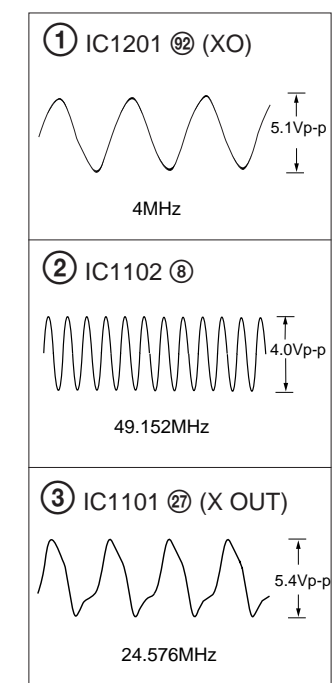 ① IC1201 ㊒ (XO)
5.1Vp-p
4MHz
② IC1102 ⑧
4.0Vp-p
49.152MHz
③ IC1101 ㉗ (X OUT)
5.4Vp-p
24.576MHz